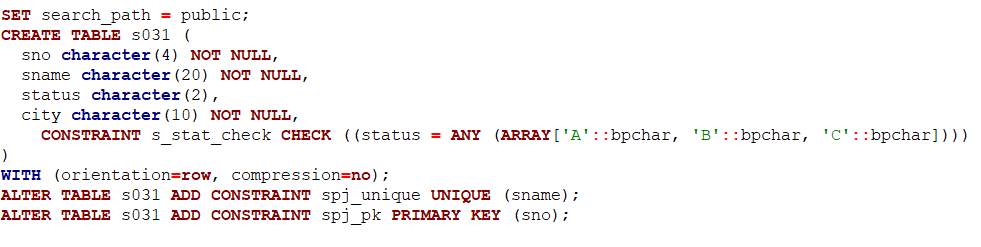 SET search_path = public;
CREATE TABLE s031 (
  sno character(4) NOT NULL,
  sname character(20) NOT NULL,
  status character(2),
  city character(10) NOT NULL,
    CONSTRAINT s_stat_check CHECK ((status = ANY (ARRAY['A'::bpchar, 'B'::bpchar, 'C'::bpchar])))
)
WITH (orientation=row, compression=no);
ALTER TABLE s031 ADD CONSTRAINT spj_unique UNIQUE (sname);
ALTER TABLE s031 ADD CONSTRAINT spj_pk PRIMARY KEY (sno);